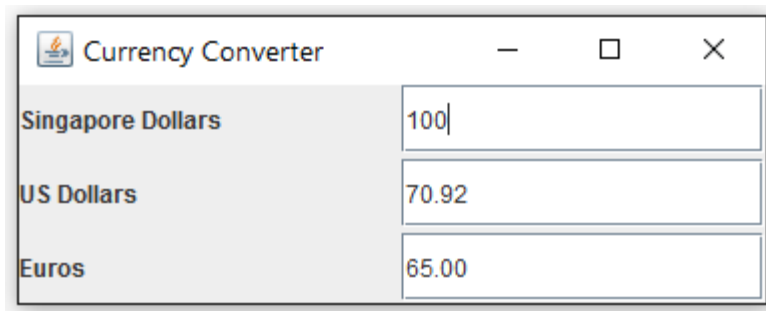 Currency Converter
Singapore Dollars 100
US Dollars 70.92
Euros 65.00